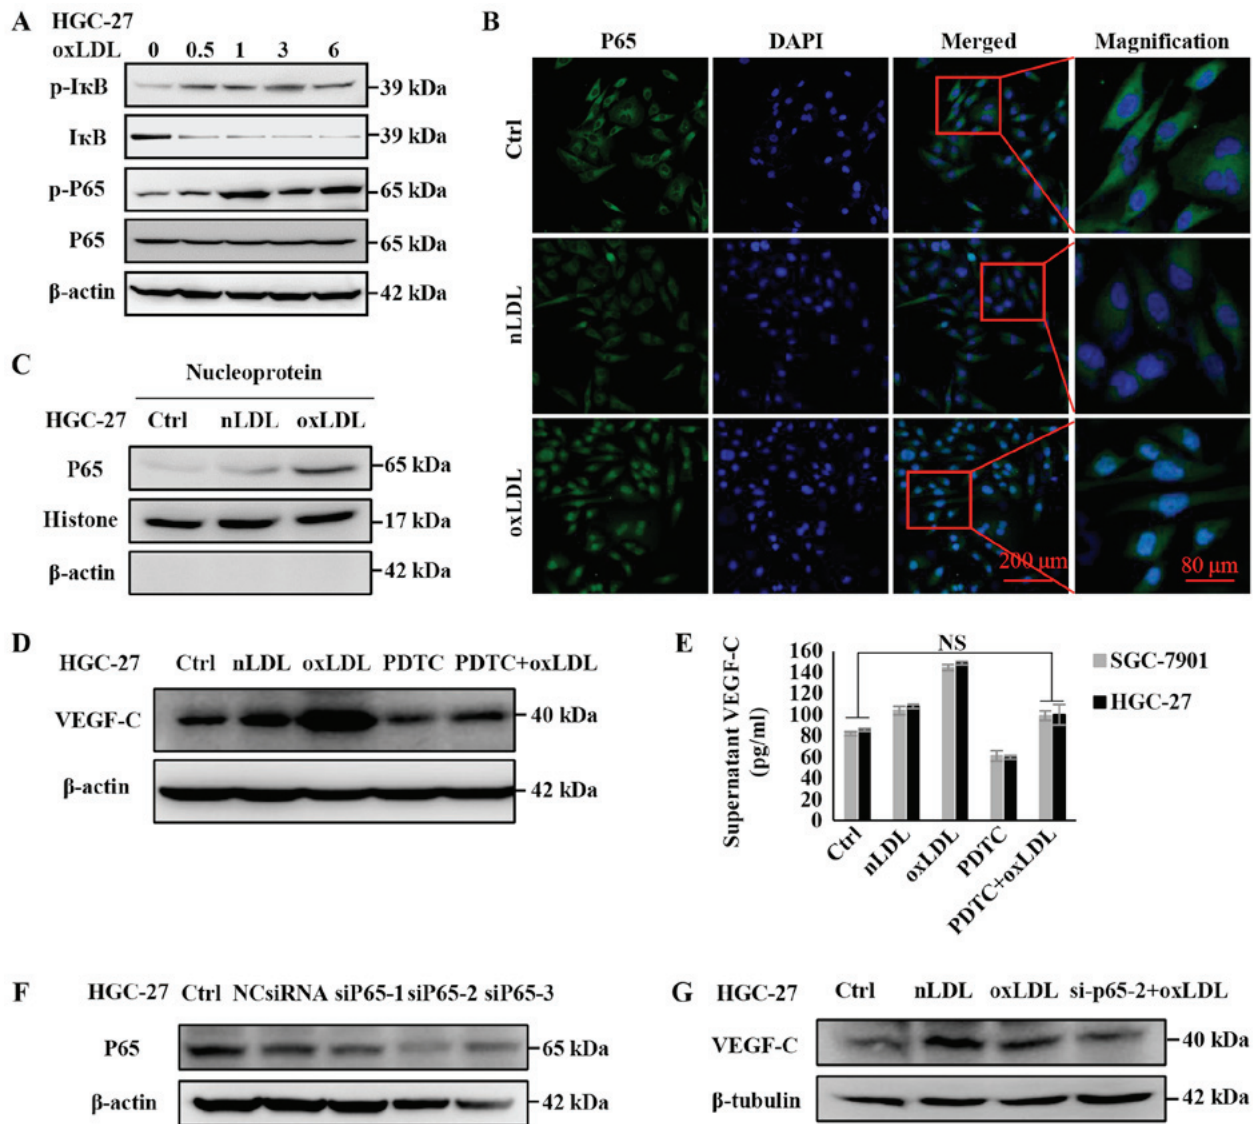 A
HGC-27
oxLDL 0 0.5 1 3 6
p-IκB 39 kDa
IκB 39 kDa
p-P65 65 kDa
P65 65 kDa
β-actin 42 kDa
B
P65 DAPI Merged Magnification
Ctrl
nLDL
oxLDL
200 μm 80 μm
C
Nucleoprotein
HGC-27 Ctrl nLDL oxLDL
P65 65 kDa
Histone 17 kDa
β-actin 42 kDa
D
HGC-27 Ctrl nLDL oxLDL PDTC PDTC+oxLDL
VEGF-C 40 kDa
β-actin 42 kDa
E
NS
Supernatant VEGF-C
(pg/ml)
160
140
120
100
80
60
40
20
0
Ctrl nLDL oxLDL PDTC PDTC+oxLDL
SGC-7901
HGC-27
F
HGC-27 Ctrl NCsiRNA siP65-1 siP65-2 siP65-3
P65 65 kDa
β-actin 42 kDa
G
HGC-27 Ctrl nLDL oxLDL si-p65-2+oxLDL
VEGF-C 40 kDa
β-tubulin 42 kDa